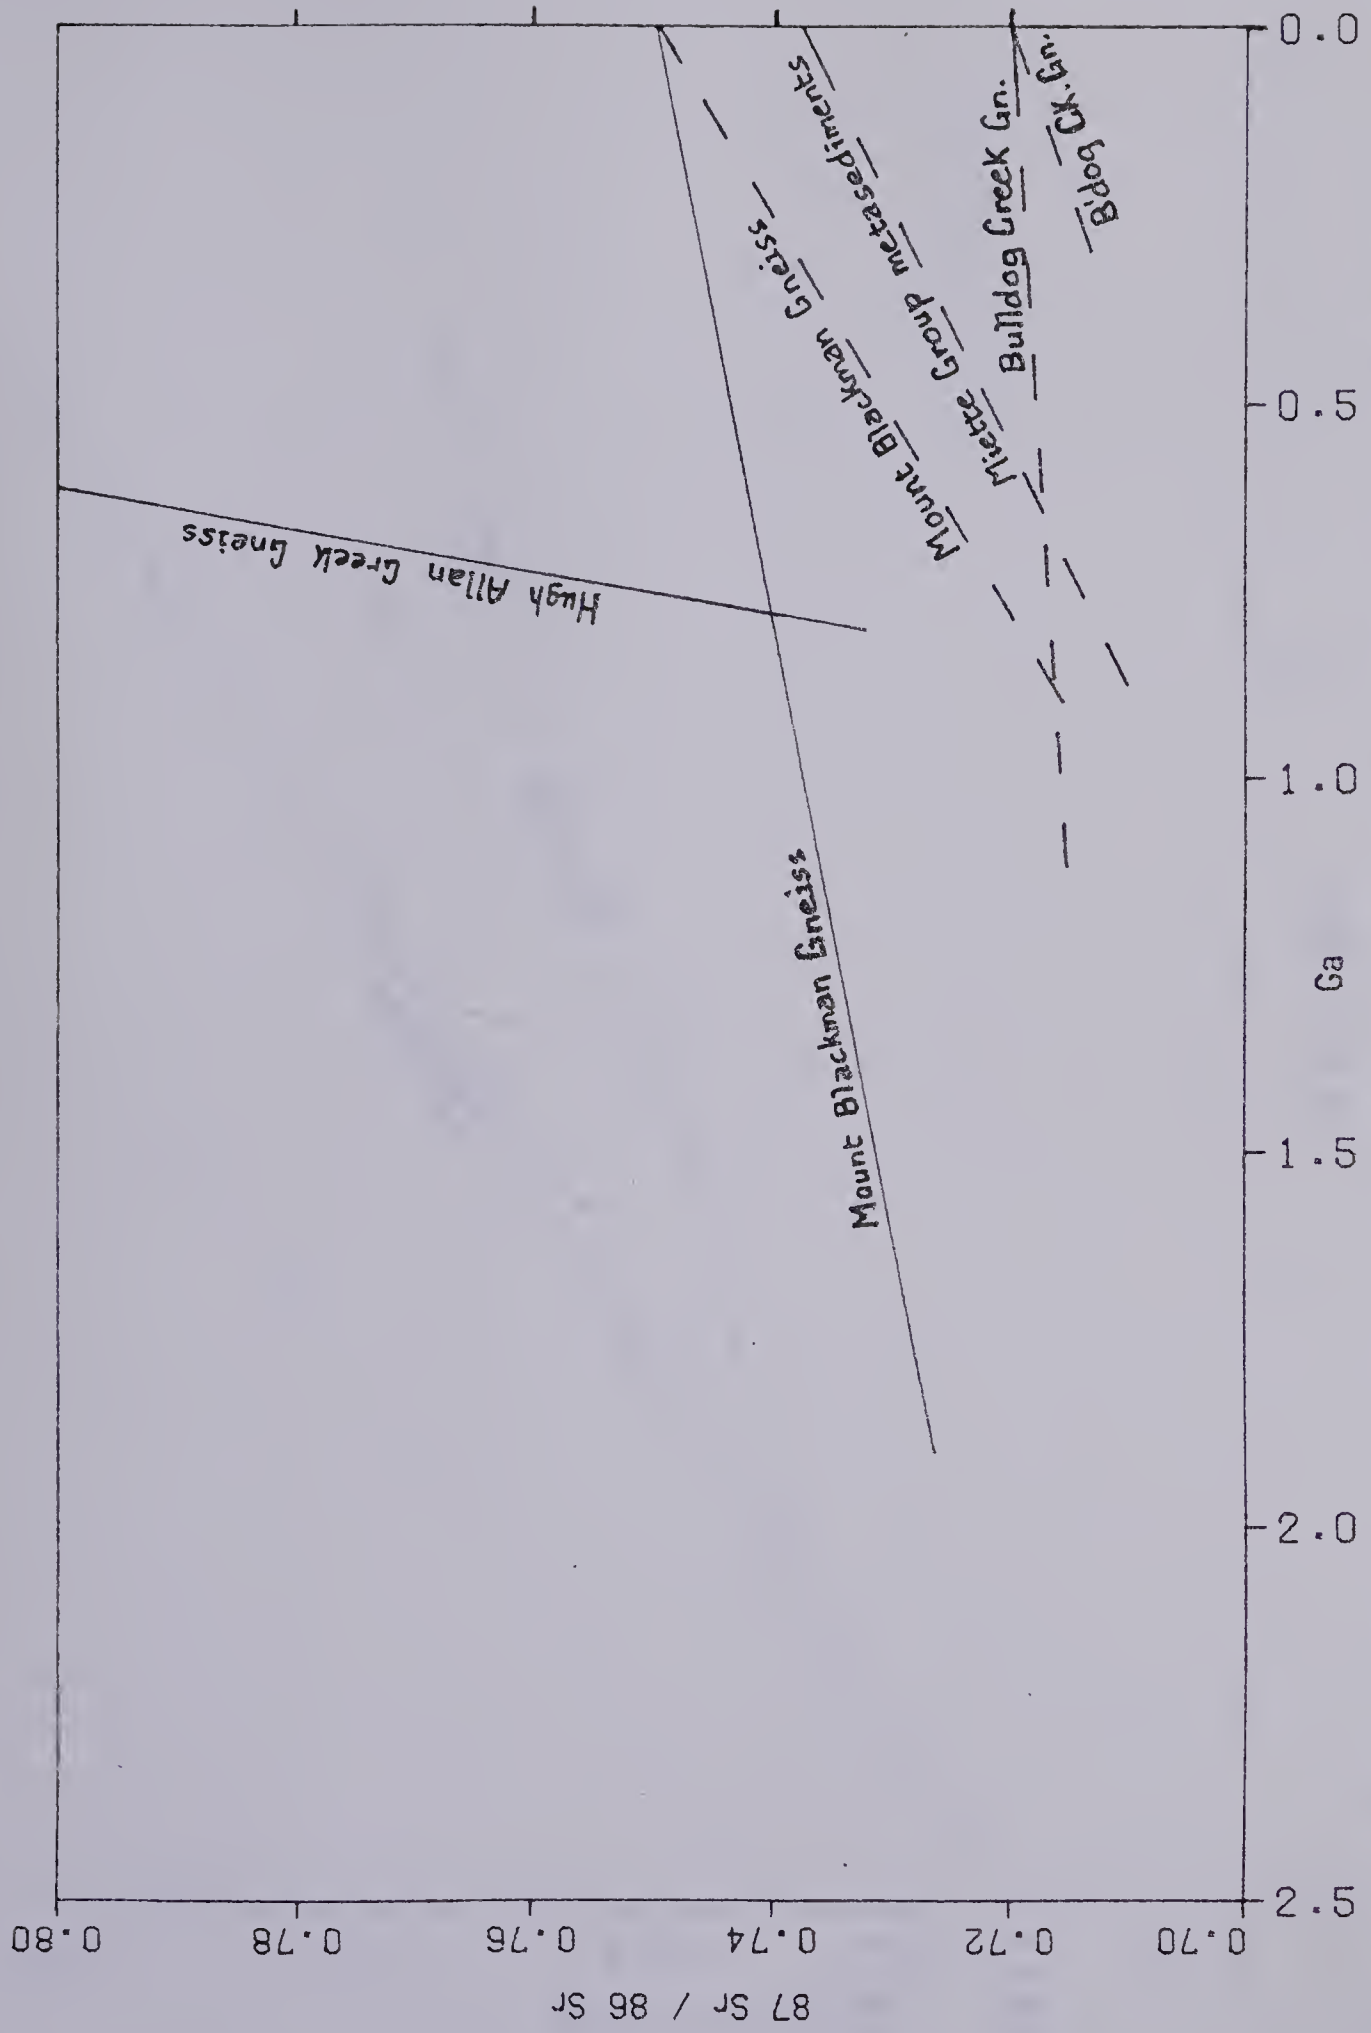 87 Sr / 86 Sr
0.80
0.78
0.76
0.74
0.72
0.70
0.0
0.5
1.0
1.5
2.0
2.5
Ga
Hugh Allan Creek Gneiss
Mount Blackman Gneiss
Mount Blackman Gneiss
Miette Group metasediments
Bulldog Creek Gn.
B'dog Ck. Gn.